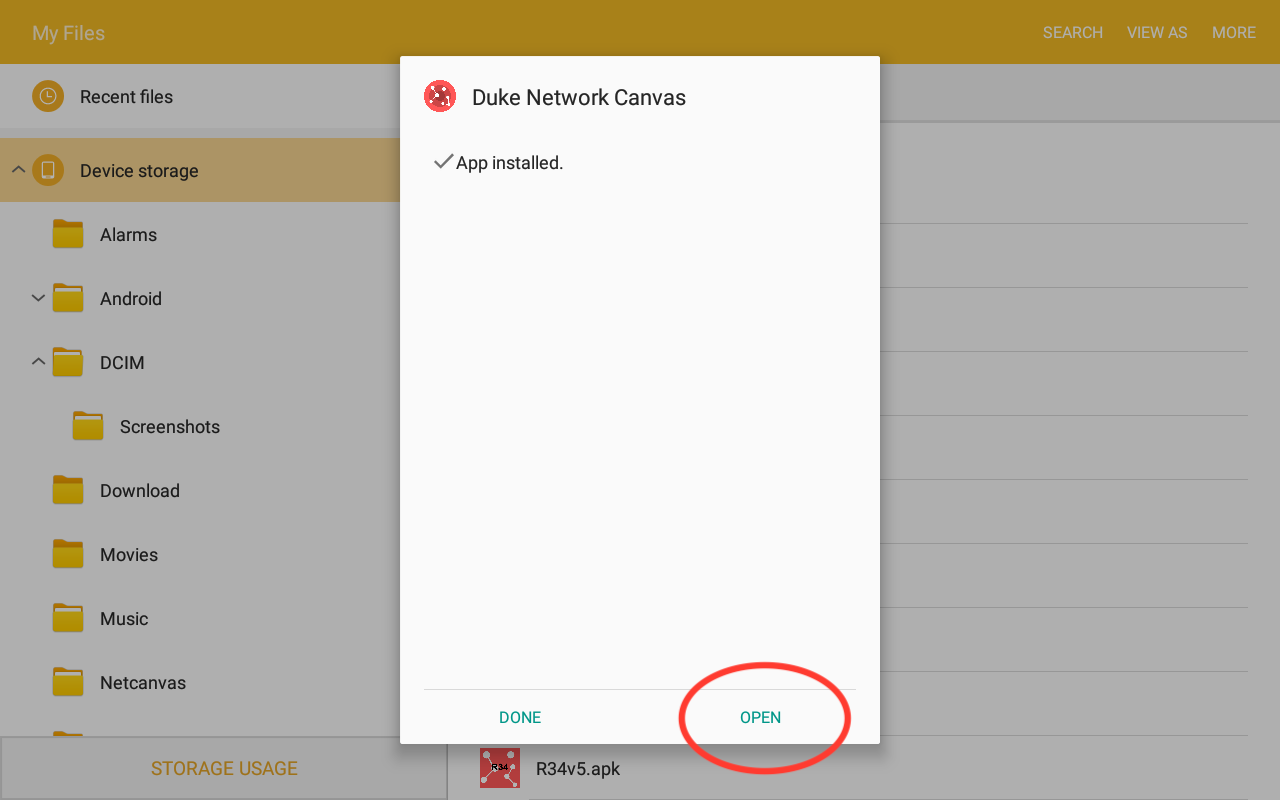 My Files
SEARCH
VIEW AS
MORE
Recent files
Device storage
Alarms
Android
DCIM
Screenshots
Download
Movies
Music
Netcanvas
STORAGE USAGE
Duke Network Canvas
App installed.
DONE
OPEN
R34
R34v5.apk